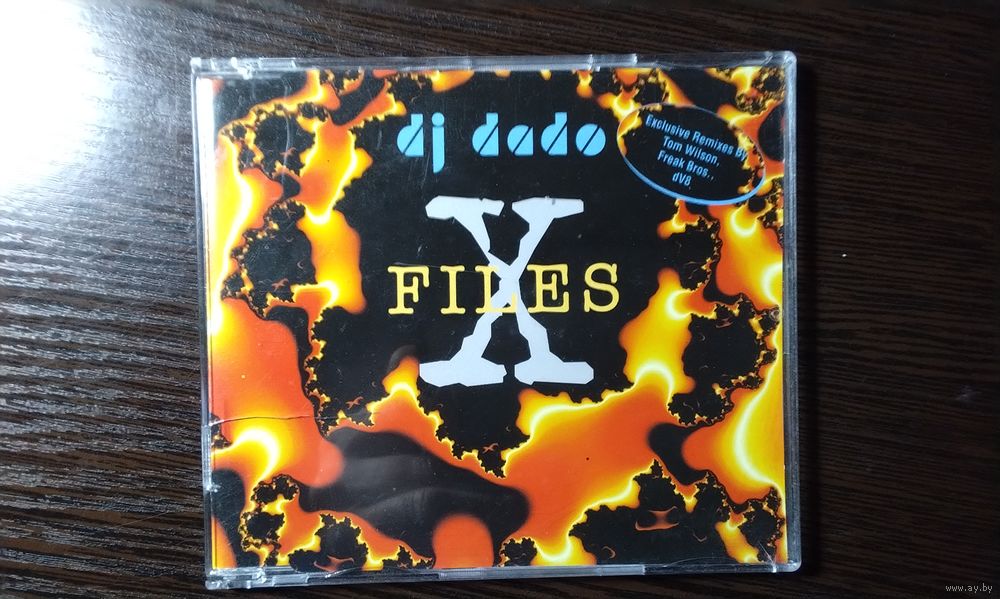 dj dado
Exclusive Remixes By
Tom Wilson,
Freak Bros.,
dV8
X
FILES
www.ay.by